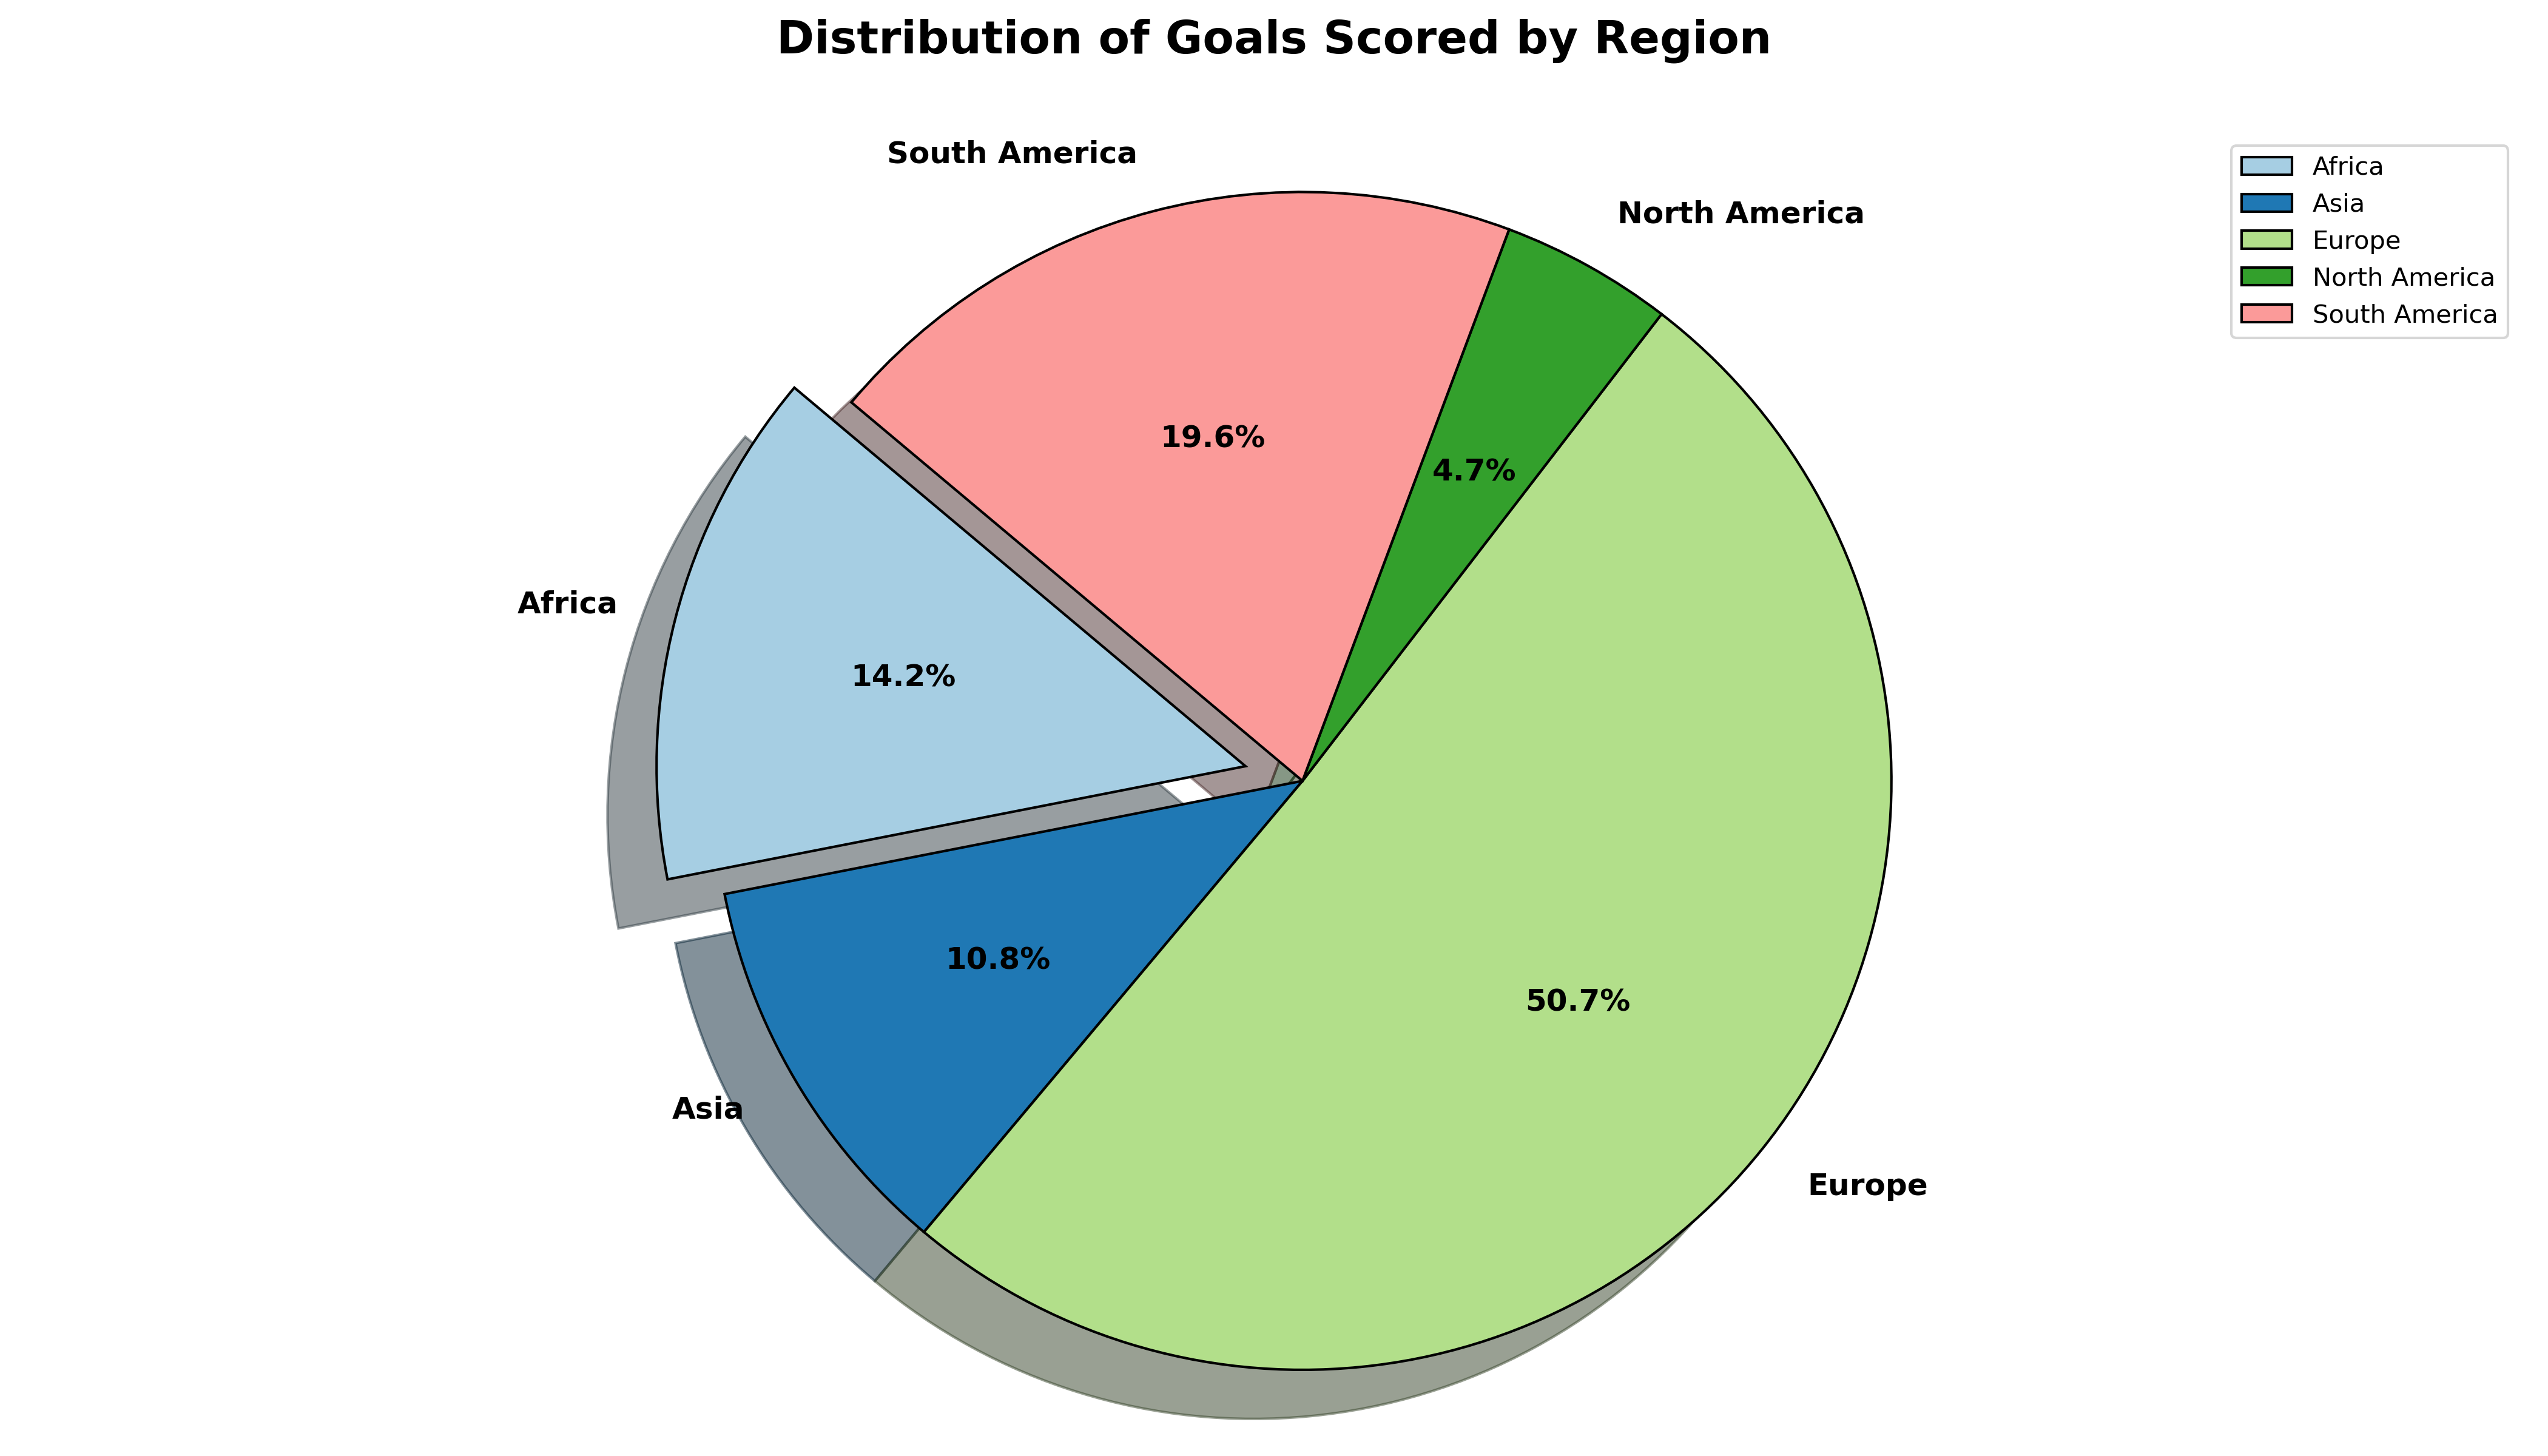 Distribution of Goals Scored by Region
South America
North America
Africa
Asia
Europe
North America
South America
19.6%
4.7%
Africa
14.2%
10.8%
50.7%
Asia
Europe